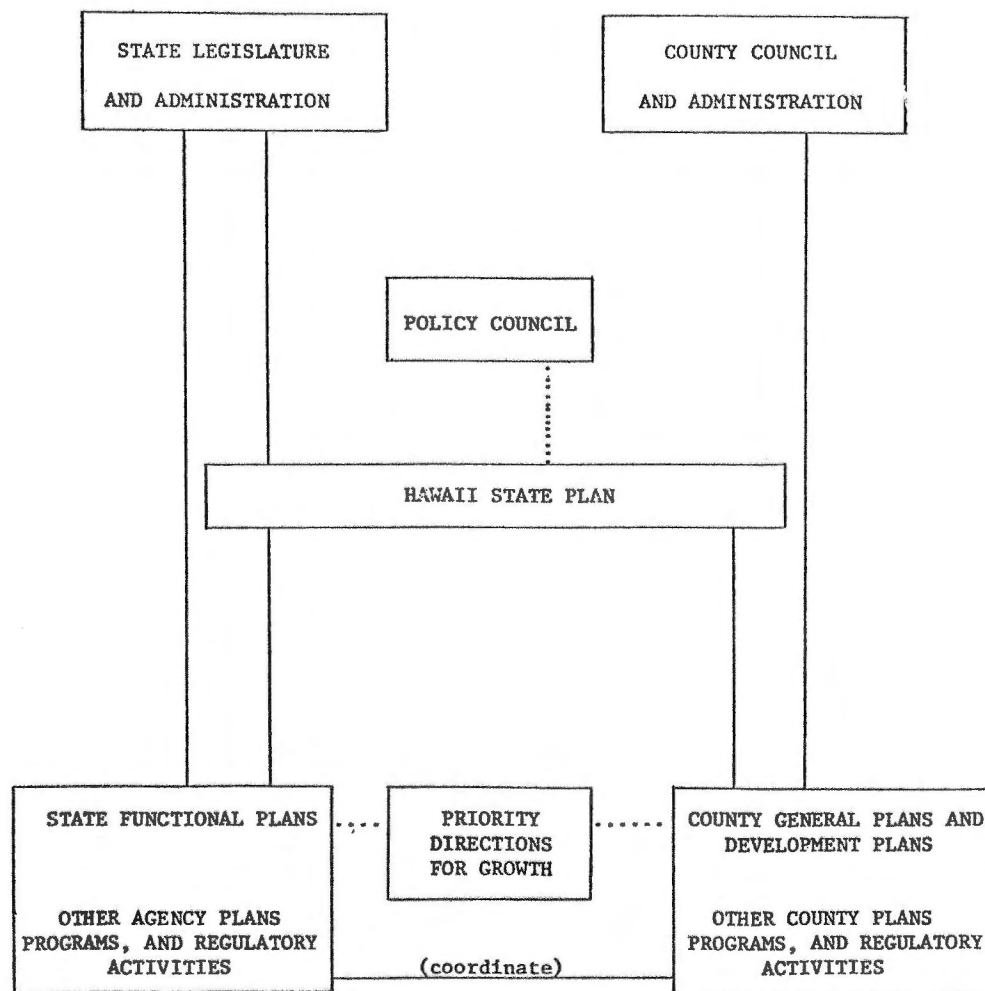 STATE LEGISLATURE
AND ADMINISTRATION
COUNTY COUNCIL
AND ADMINISTRATION
POLICY COUNCIL
HAWAII STATE PLAN
STATE FUNCTIONAL PLANS
OTHER AGENCY PLANS
PROGRAMS, AND REGULATORY
ACTIVITIES
PRIORITY
DIRECTIONS
FOR GROWTH
COUNTY GENERAL PLANS AND
DEVELOPMENT PLANS
OTHER COUNTY PLANS
PROGRAMS, AND REGULATORY
ACTIVITIES
(coordinate)